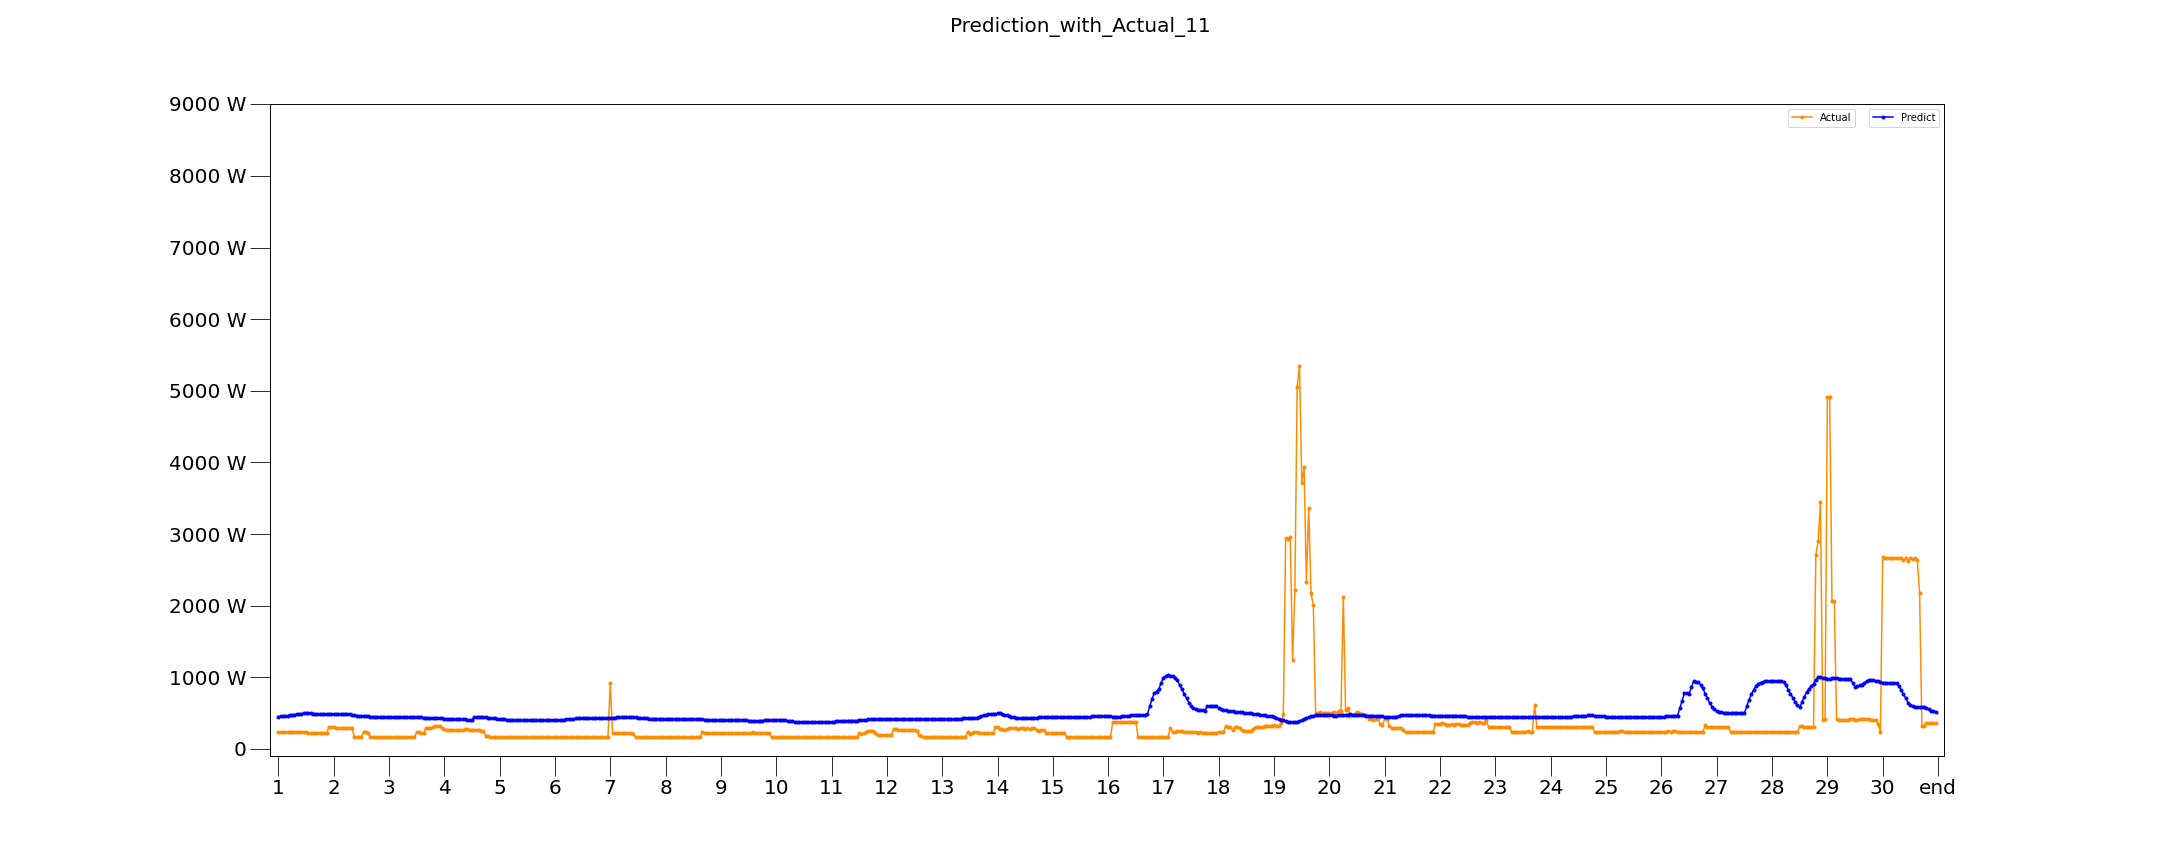 Prediction_with_Actual_11
Actual Predict
9000 W
8000 W
7000 W
6000 W
5000 W
4000 W
3000 W
2000 W
1000 W
0
1 2 3 4 5 6 7 8 9 10 11 12 13 14 15 16 17 18 19 20 21 22 23 24 25 26 27 28 29 30 end